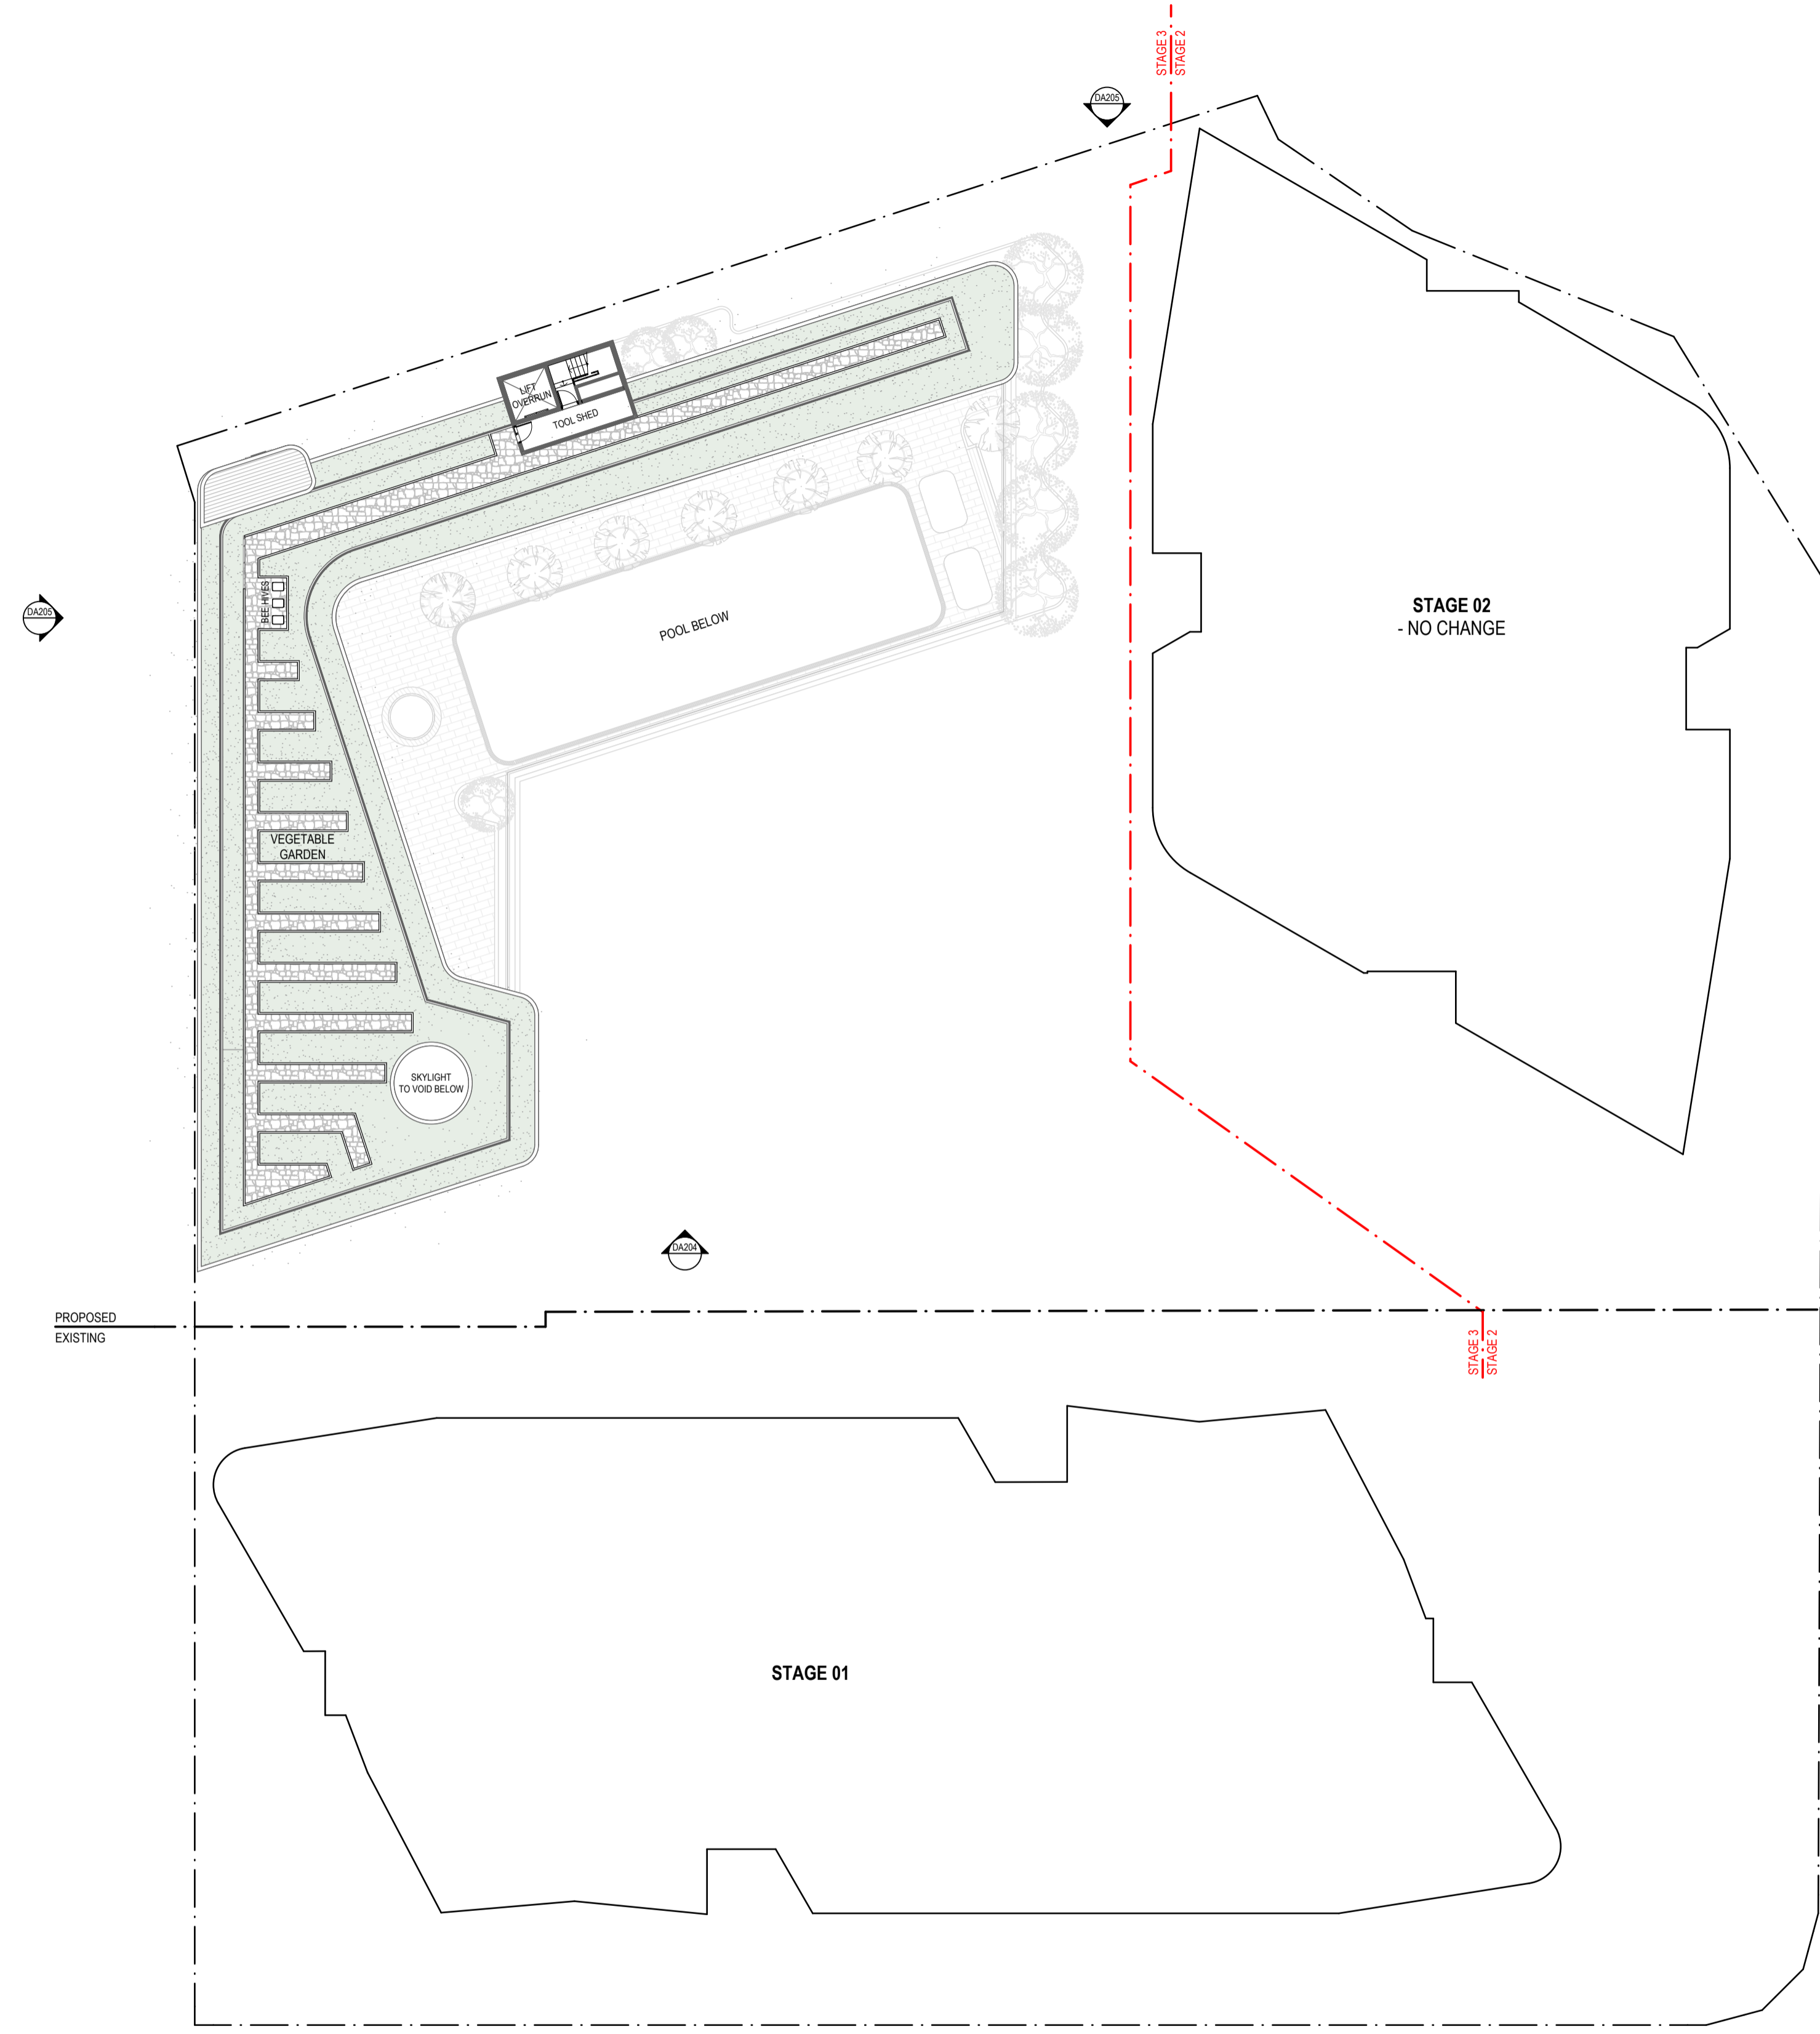 STAGE 3
STAGE 2
DA205
LIFT
OVERRUN
TOOL SHED
BEE HIVES
DA205
POOL BELOW
STAGE 02
- NO CHANGE
VEGETABLE
GARDEN
SKYLIGHT
TO VOID BELOW
DA204
PROPOSED
EXISTING
STAGE 3
STAGE 2
STAGE 01